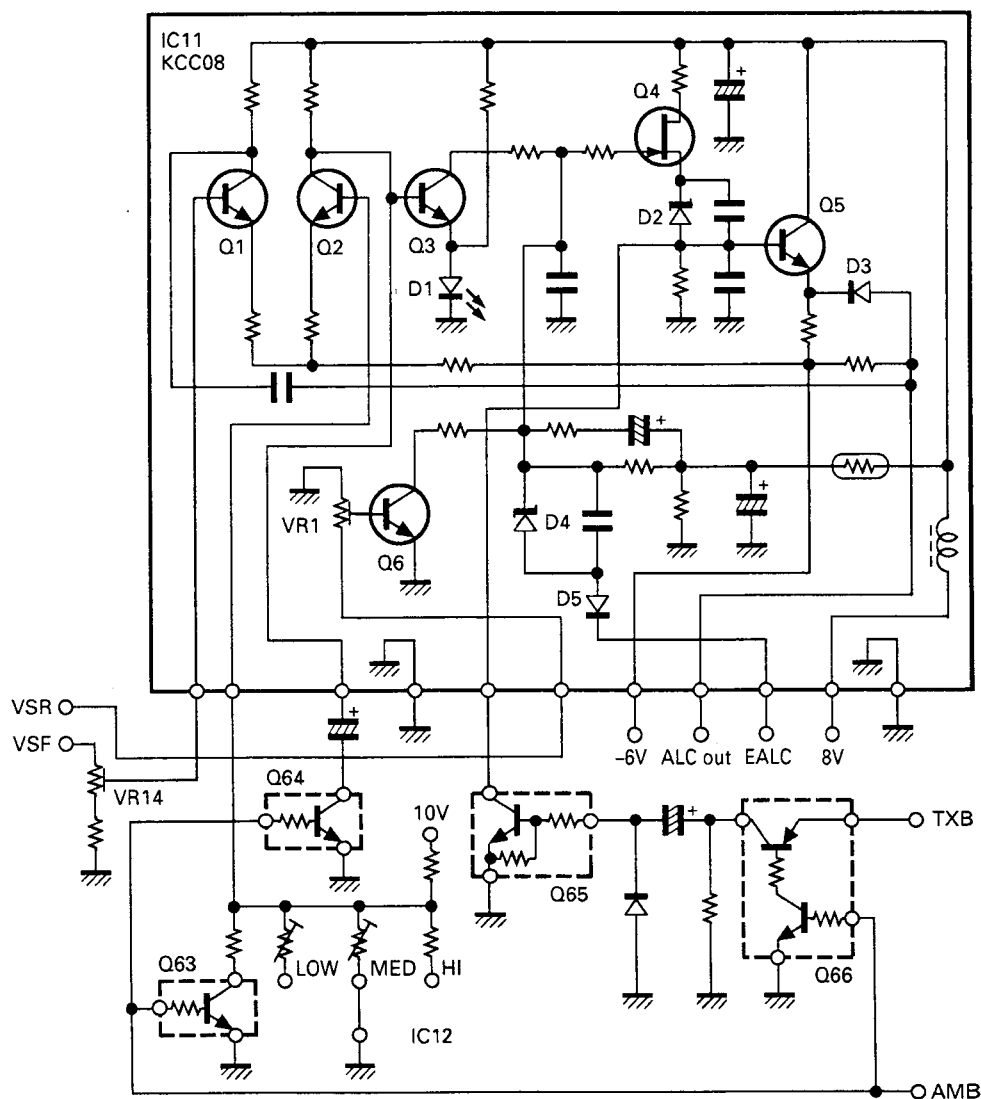 IC11
KCC08
Q4
+
Q1
Q2
Q3
D2
Q5
D1
D3
+
VR1
Q6
D4
+
D5
VSR
VSF
+
-6V
ALC out
EALC
8V
VR14
Q64
10V
+
TXB
Q65
Q63
LOW
MED
HI
Q66
IC12
AMB